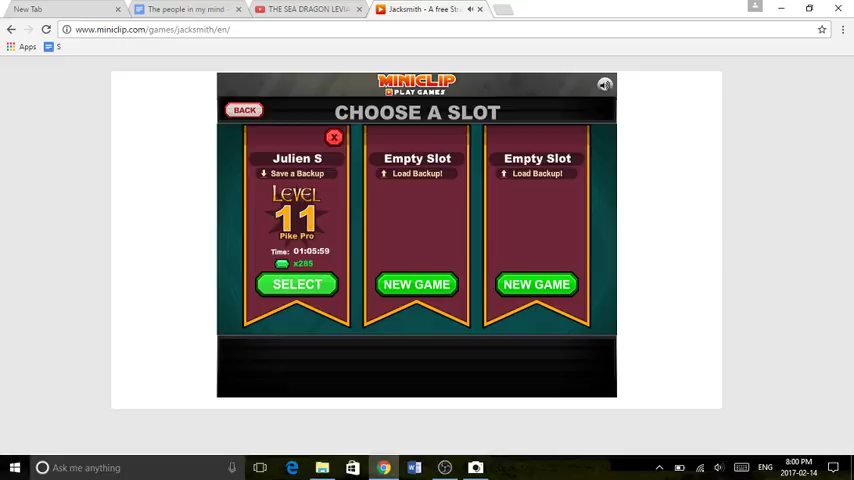 New Tab
The people in my mind -
THE SEA DRAGON LEVIA
Jacksmith - A free Str
www.miniclip.com/games/jacksmith/en/
Apps
S
MINICLIP
PLAY GAMES
BACK
CHOOSE A SLOT
Julien S
Save a Backup
LEVEL
11
Pike Pro
Time: 01:05:59
x285
SELECT
Empty Slot
Load Backup!
NEW GAME
Empty Slot
Load Backup!
NEW GAME
Ask me anything
ENG
8:00 PM
2017-02-14